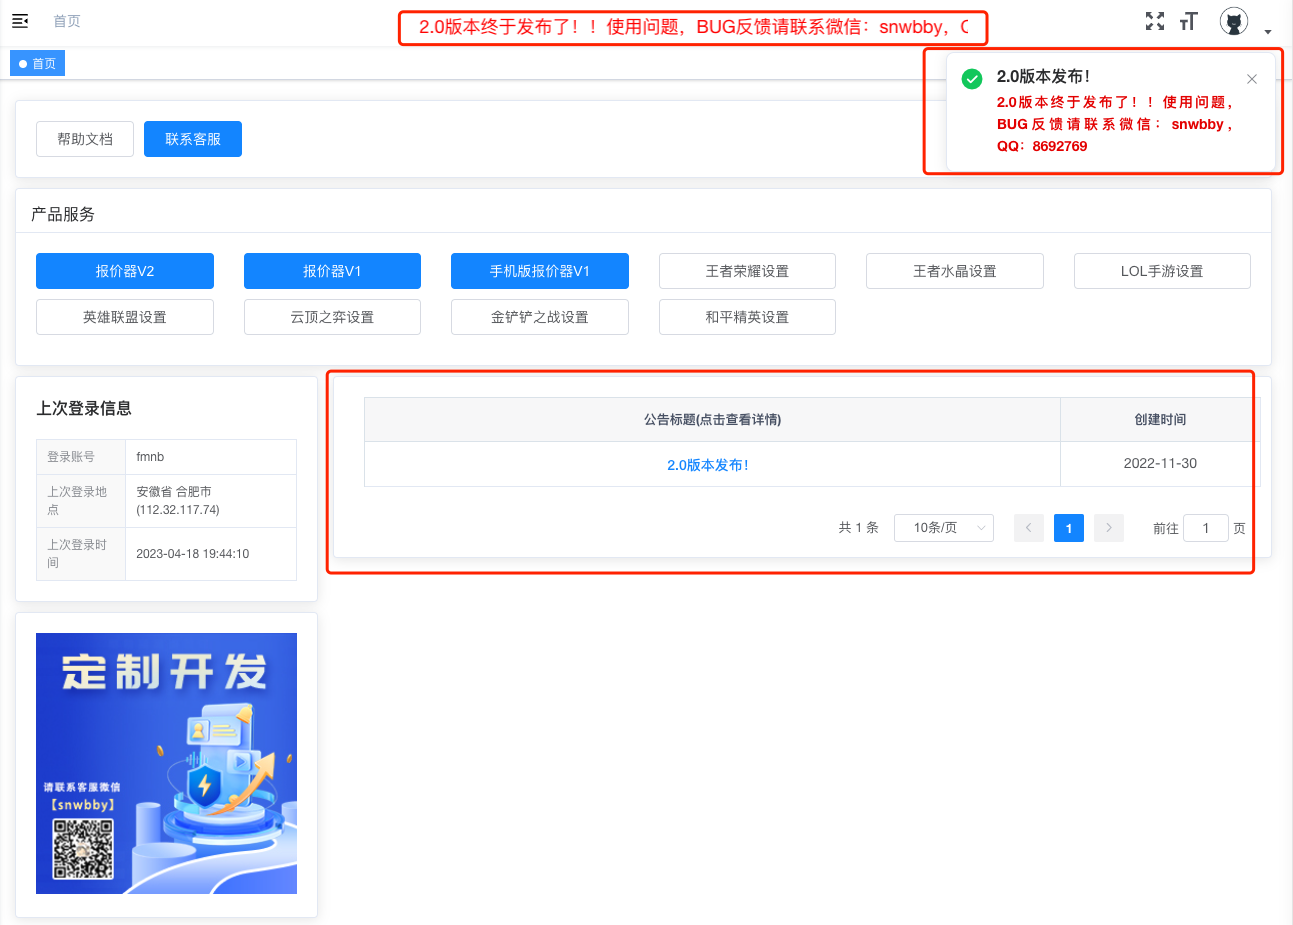 首页
2.0版本终于发布了！！使用问题，BUG反馈请联系微信：snwbby，
首页
2.0版本发布！
2.0版本终于发布了！！使用问题，
BUG反馈请联系微信：snwbby，
QQ：8692769
帮助文档
联系客服
产品服务
报价器V2
报价器V1
手机版报价器V1
王者荣耀设置
王者水晶设置
LOL手游设置
英雄联盟设置
云顶之弈设置
金铲铲之战设置
和平精英设置
上次登录信息
登录账号 fmnb
上次登录地点 安徽省 合肥市 (112.32.117.74)
上次登录时间 2023-04-18 19:44:10
公告标题(点击查看详情) 创建时间
2.0版本发布！ 2022-11-30
共 1 条 10条/页 1 前往 1 页
定制开发
请联系客服微信
【snwbby】